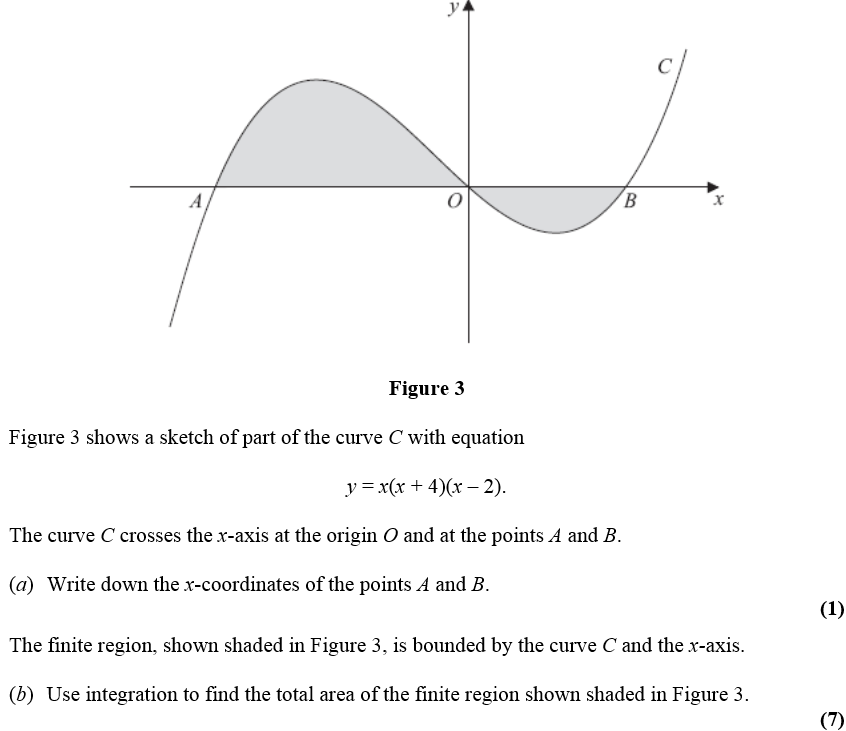 y
C
A
O
B
x
Figure 3
Figure 3 shows a sketch of part of the curve C with equation
y = x(x + 4)(x – 2).
The curve C crosses the x-axis at the origin O and at the points A and B.
(a) Write down the x-coordinates of the points A and B.
(1)
The finite region, shown shaded in Figure 3, is bounded by the curve C and the x-axis.
(b) Use integration to find the total area of the finite region shown shaded in Figure 3.
(7)